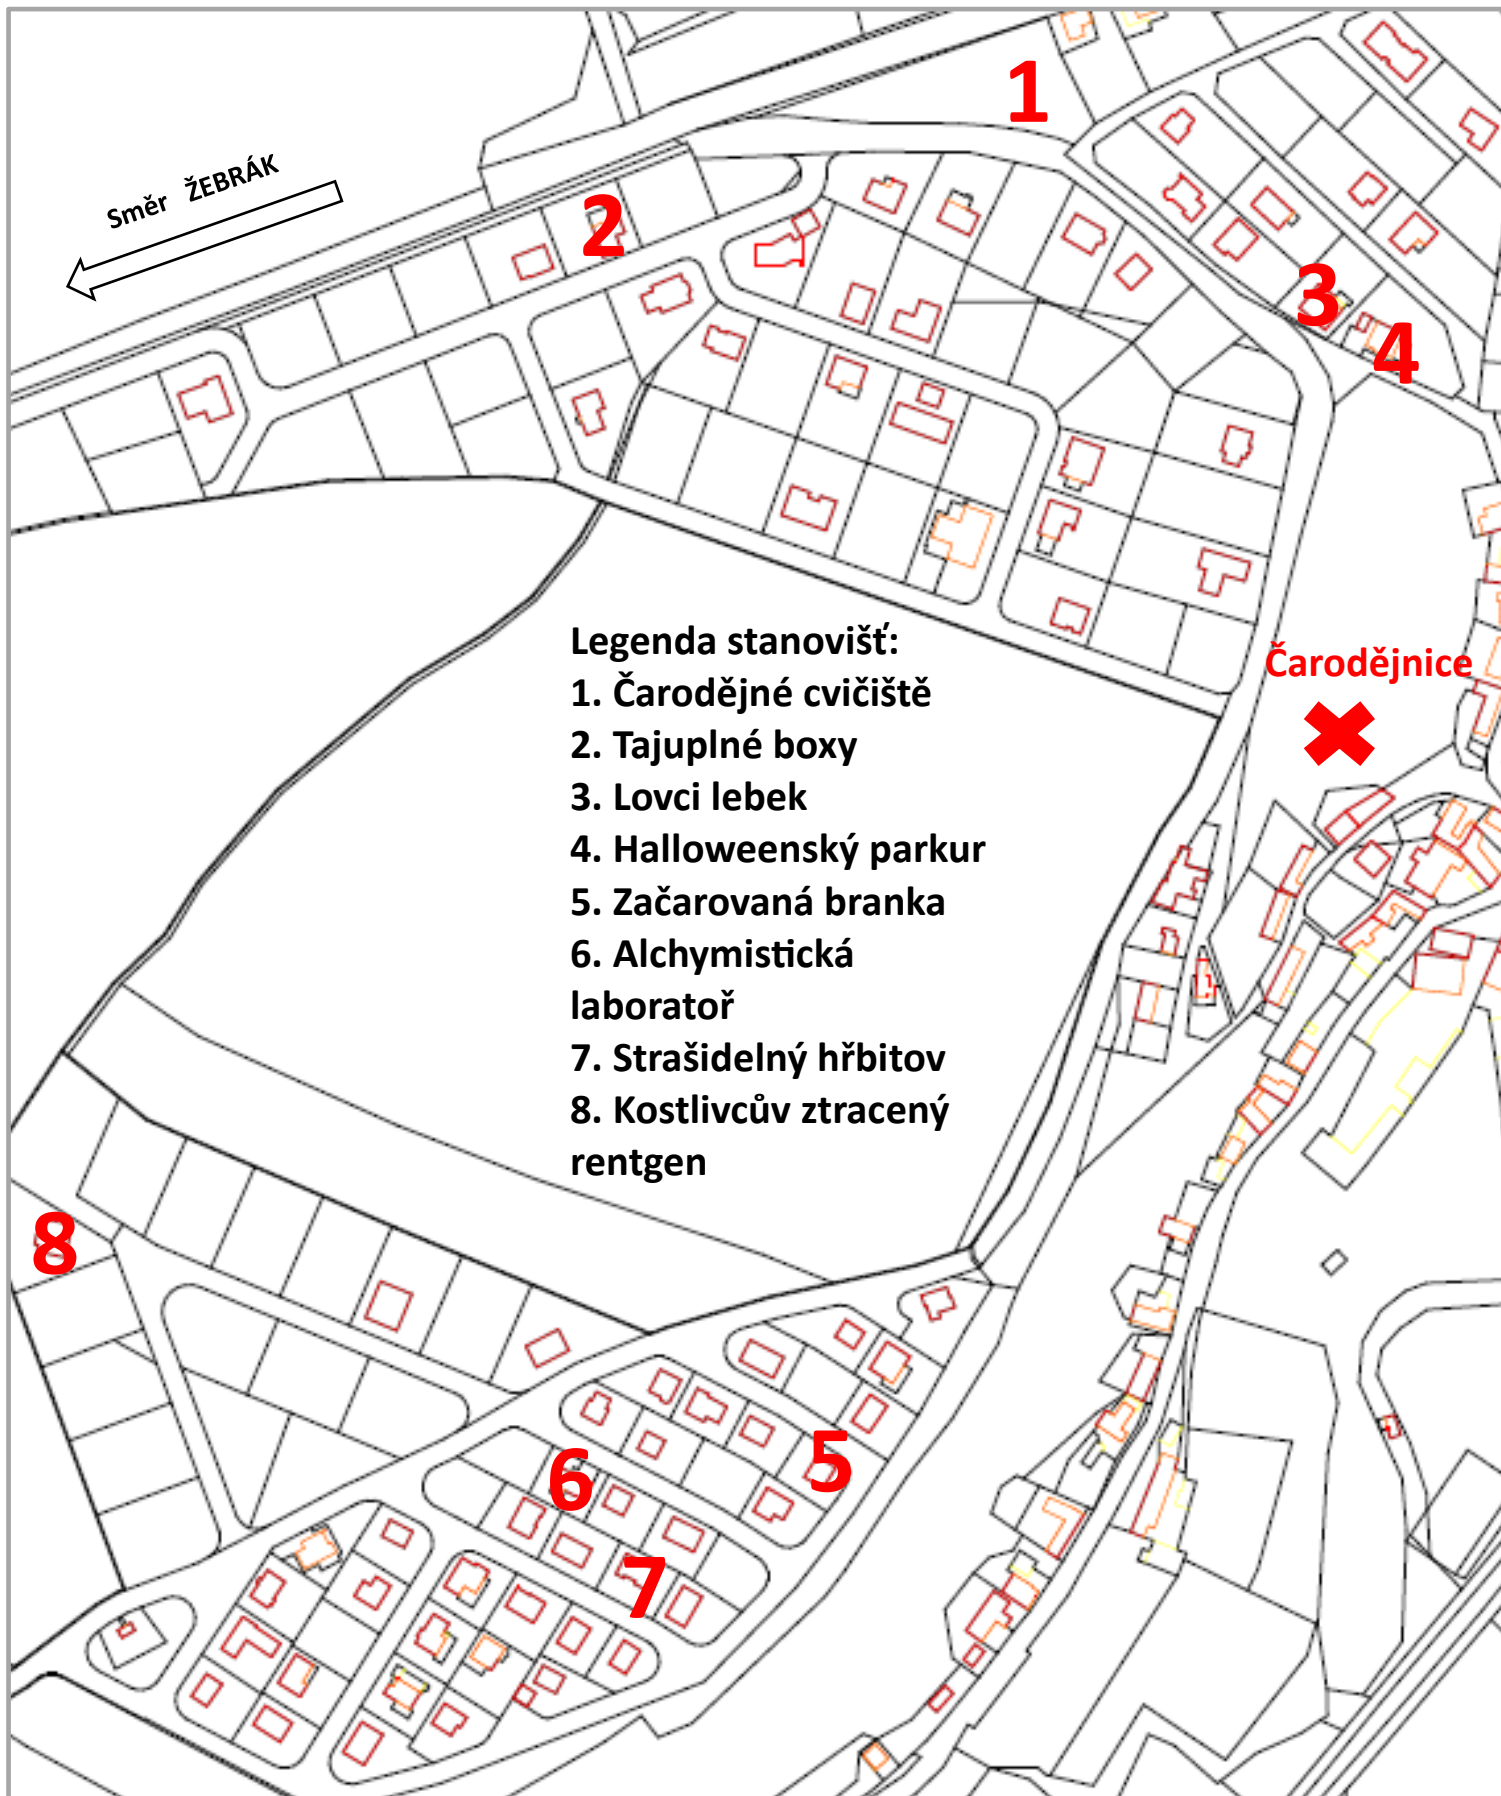 1
Směr ŽEBRÁK
2
3
4
Legenda stanovišť:
1. Čarodějné cvičiště
2. Tajuplné boxy
3. Lovci lebek
4. Halloweenský parkur
5. Začarovaná branka
6. Alchymistická
laboratoř
7. Strašidelný hřbitov
8. Kostlivcův ztracený
rentgen
Čarodějnice
8
5
6
7